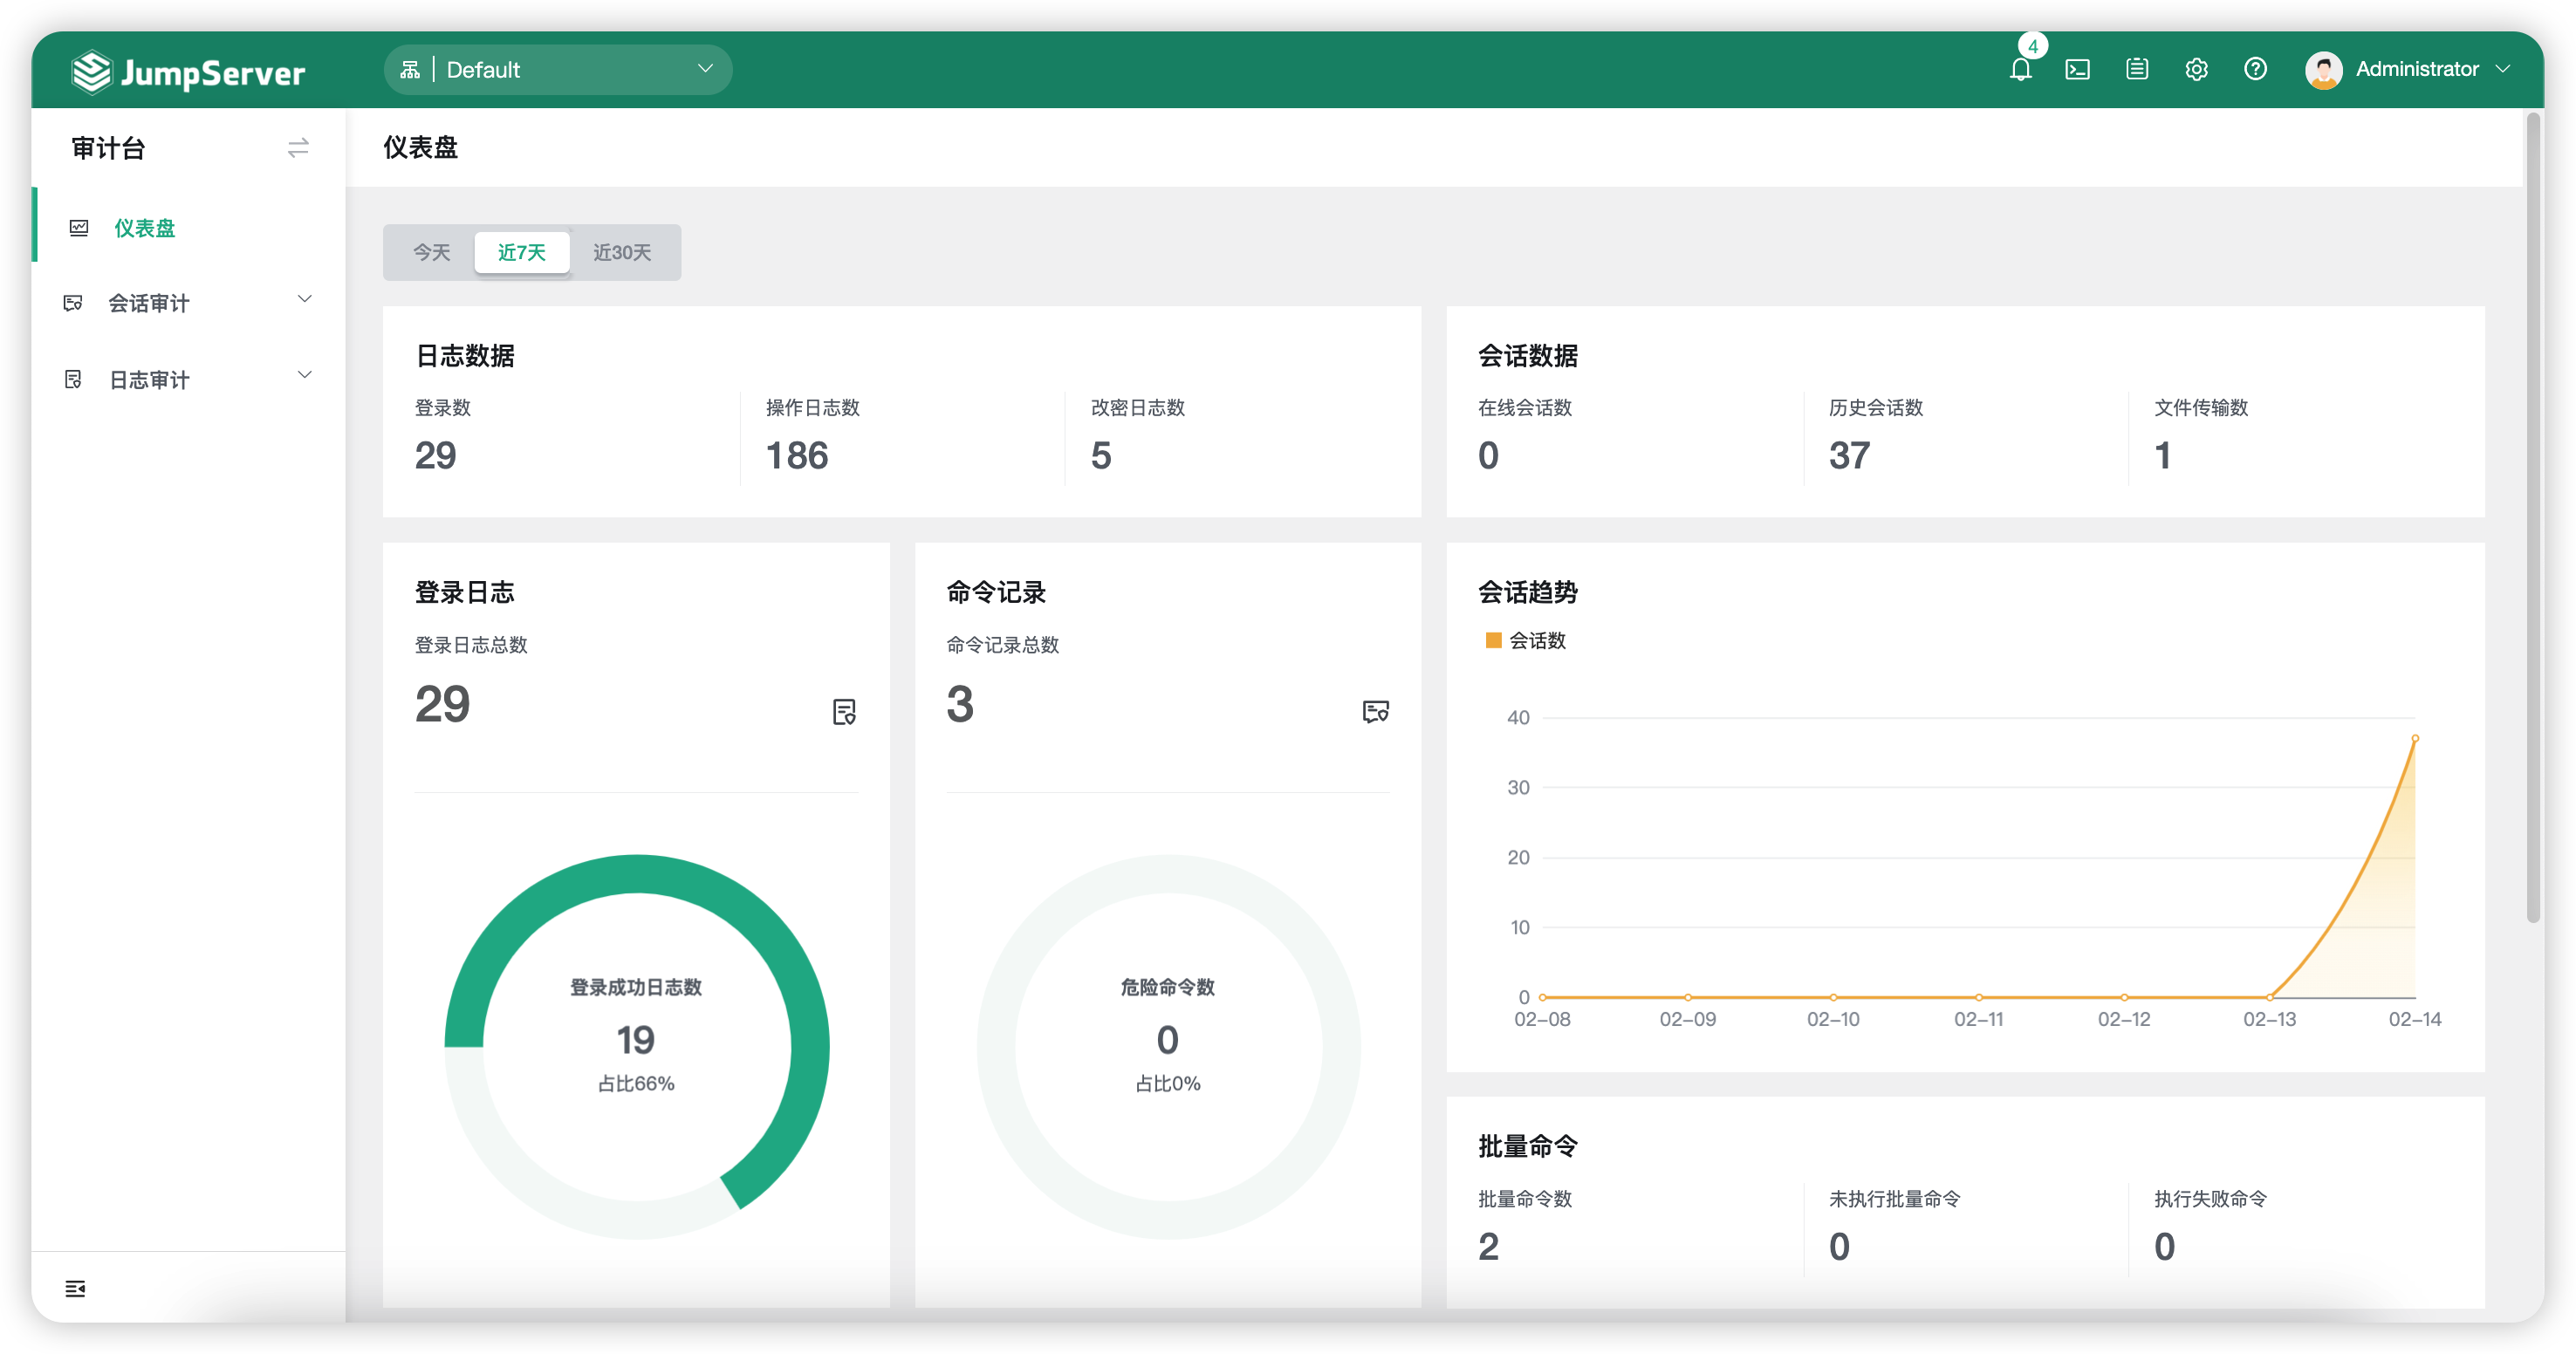 JumpServer
Default
4
Administrator
审计台
仪表盘
会话审计
日志审计
仪表盘
今天 近7天 近30天
日志数据
登录数 操作日志数 改密日志数
29 186 5
会话数据
在线会话数 历史会话数 文件传输数
0 37 1
登录日志
登录日志总数
29
登录成功日志数
19
占比66%
命令记录
命令记录总数
3
危险命令数
0
占比0%
会话趋势
会话数
40
30
20
10
0
02-08 02-09 02-10 02-11 02-12 02-13 02-14
批量命令
批量命令数 未执行批量命令 执行失败命令
2 0 0